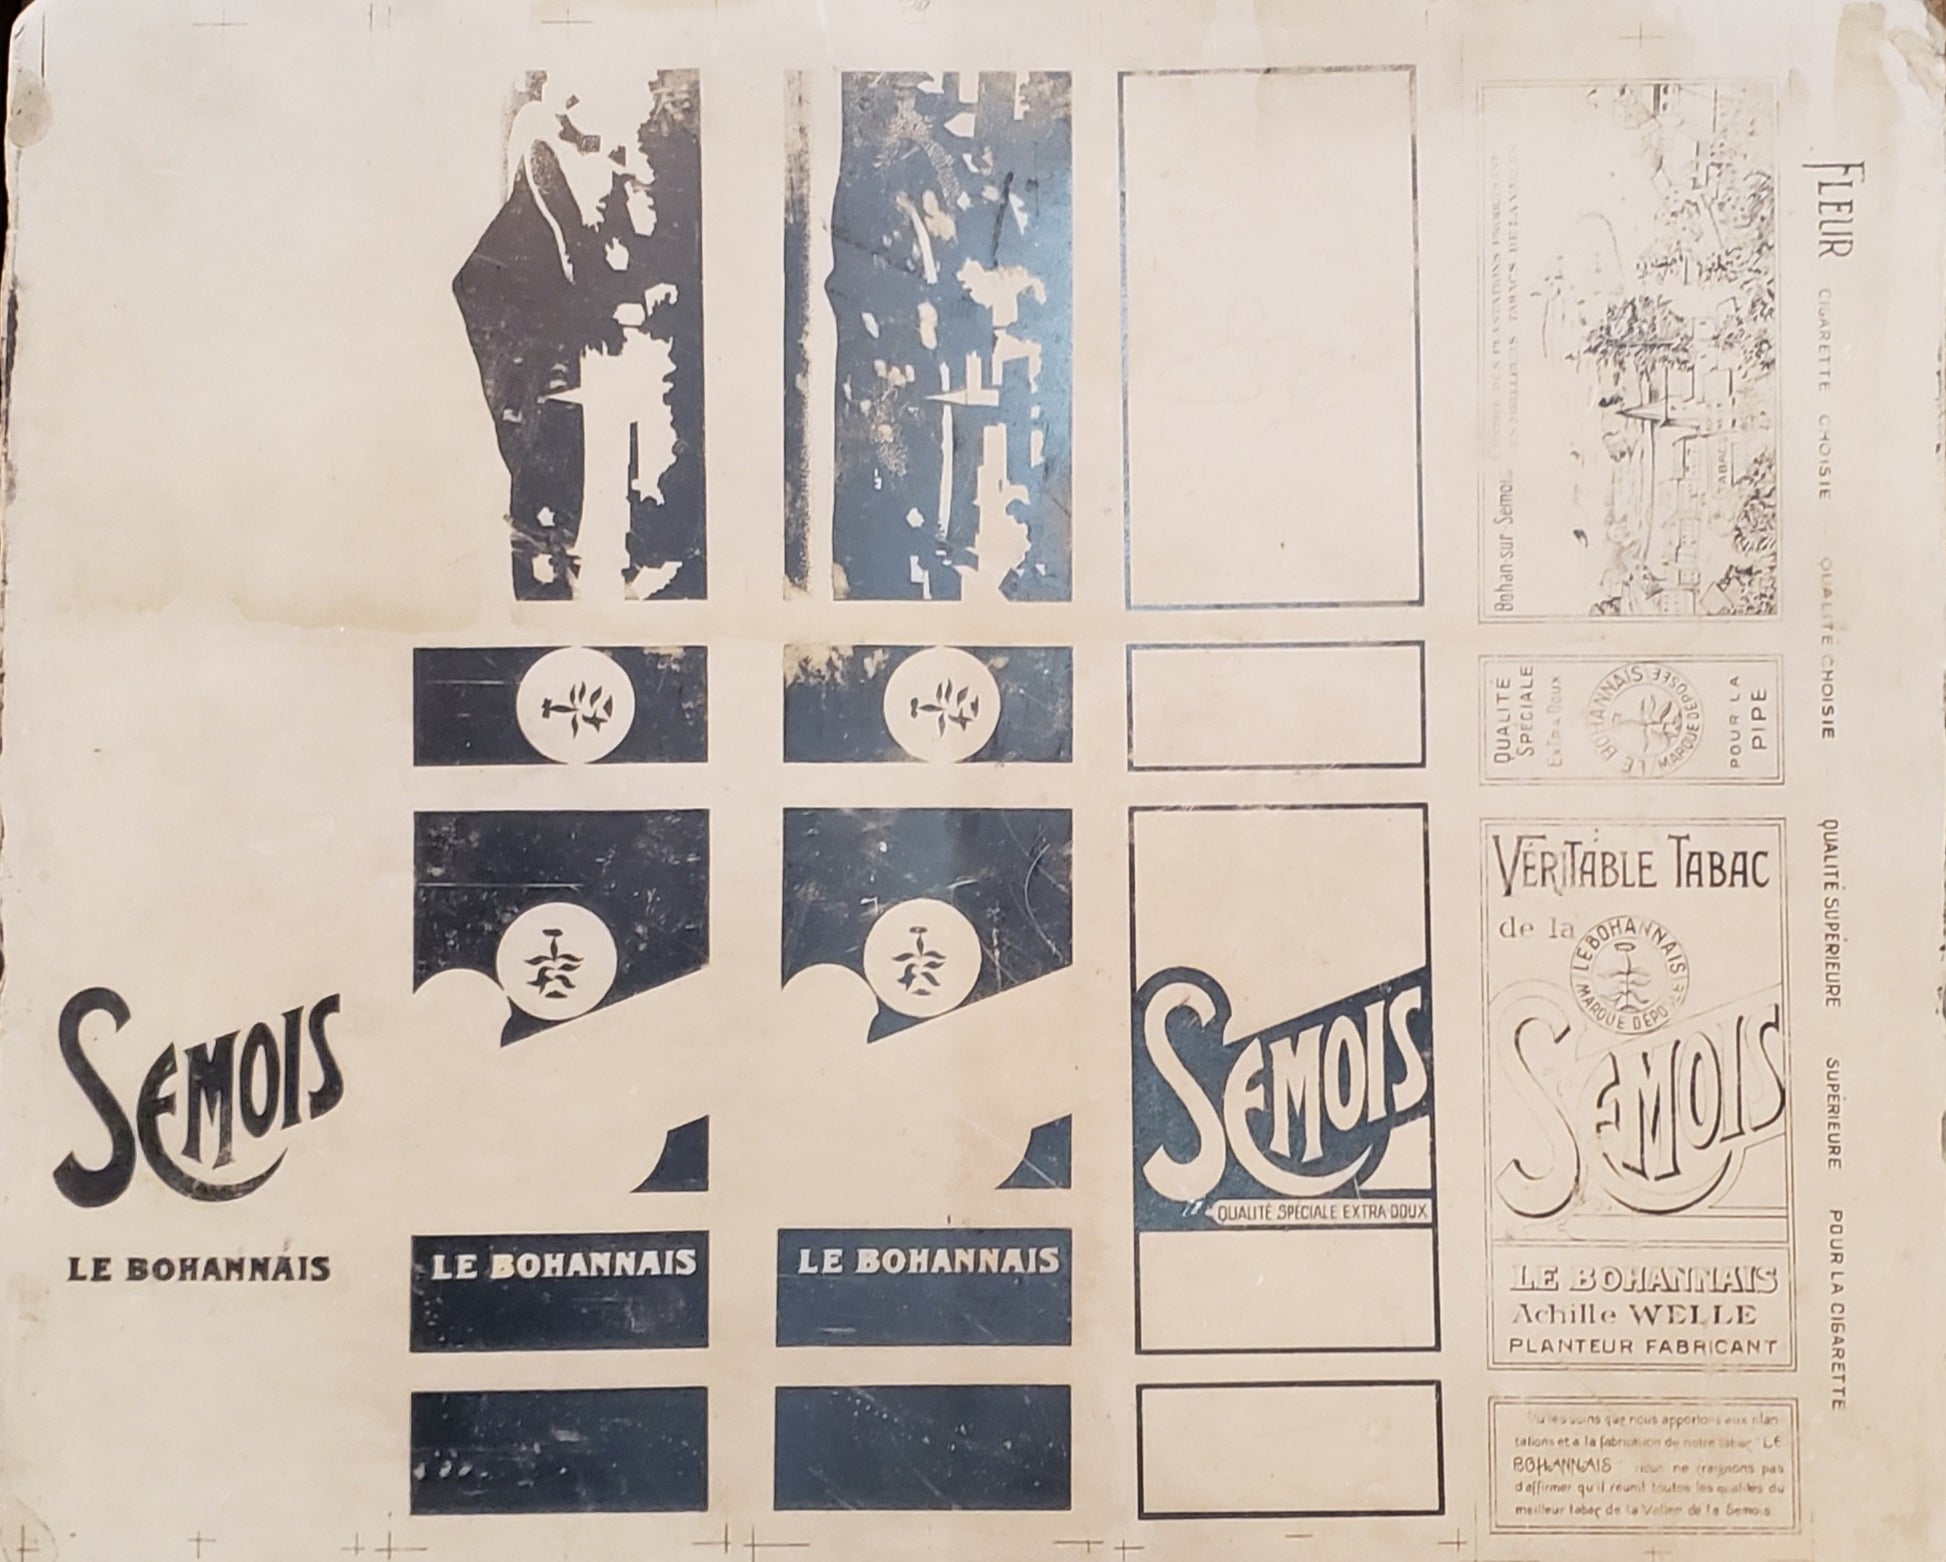 SEMOIS
LE BOHANNAIS
LE BOHANNAIS
LE BOHANNAIS
SEMOIS
QUALITÉ SPÉCIALE EXTRA-DOUX
Bohan-sur Semois
TABAC
QUALITÉ
SPÉCIALE
EXTRA DOUX
LE BOHANNAIS
MARQUE DÉPOSÉE
POUR LA
PIPE
VÉRITABLE TABAC
de la
LE BOHANNAIS
MARQUE DÉPOSÉE
SEMOIS
LE BOHANNAIS
Achille WELLE
PLANTEUR FABRICANT
Vu les soins que nous apportons aux plan-
tations et a la fabrication de notre tabac LE
BOHANNAIS nous ne craignons pas
d'affirmer qu'il réunit toutes les qualités du
meilleur tabac de la Vallée de la Semois
FLEUR CIGARETTE CHOISIE QUALITÉ CHOISIE
QUALITÉ SUPÉRIEURE SUPÉRIEURE POUR LA CIGARETTE